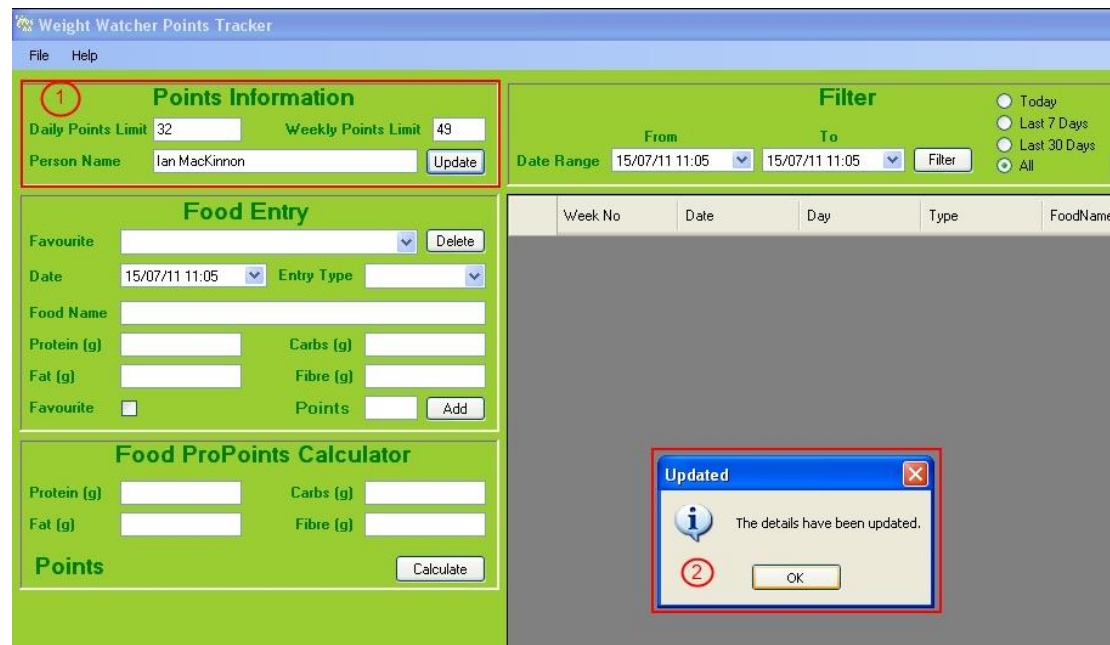 Weight Watcher Points Tracker
File Help
1 Points Information
Daily Points Limit 32 Weekly Points Limit 49
Person Name Ian MacKinnon Update
Filter
From To
Date Range 15/07/11 11:05 15/07/11 11:05 Filter
Today
Last 7 Days
Last 30 Days
All
Food Entry
Favourite Delete
Date 15/07/11 11:05 Entry Type
Food Name
Protein (g) Carbs (g)
Fat (g) Fibre (g)
Favourite Points Add
Week No Date Day Type FoodName
Food ProPoints Calculator
Protein (g) Carbs (g)
Fat (g) Fibre (g)
Points Calculate
Updated
The details have been updated.
2 OK